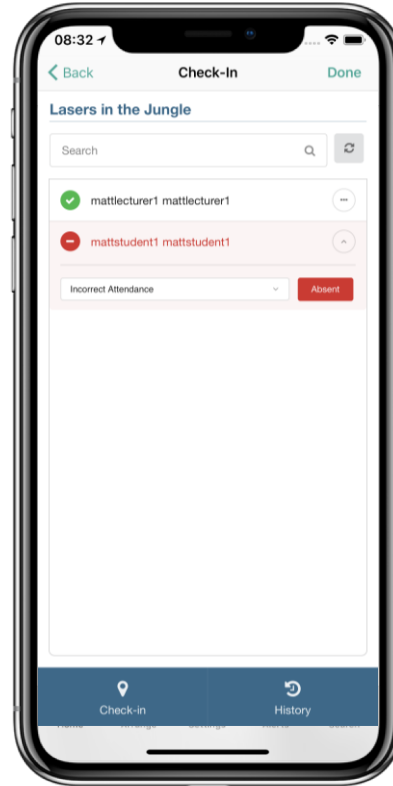 08:32
Back Check-In Done
Lasers in the Jungle
Search
mattlecturer1 mattlecturer1
mattstudent1 mattstudent1
Incorrect Attendance Absent
Check-in History